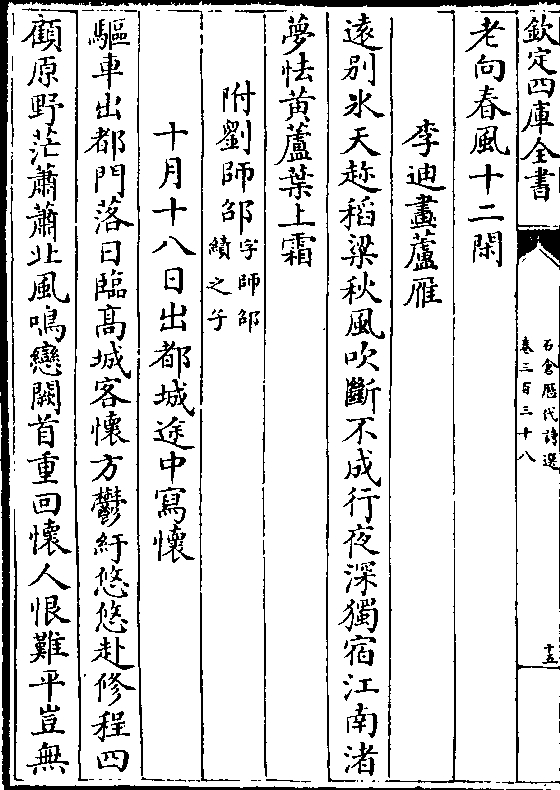 欽定四庫全書
石倉歷代詩選
卷三百三十八
十五
老向春風十二閑
李迪畫蘆雁
遠別氷天趁稻粱秋風吹斷不成行夜深獨宿江南渚
夢怯黃蘆葉上霜
附劉師邵字師邵績之子
十月十八日出都城途中寫懷
驅車出都門落日臨高城客懷方鬱紆悠悠赴修程四
顧原野茫蕭蕭北風鳴戀闕首重回懷人恨難平豈無